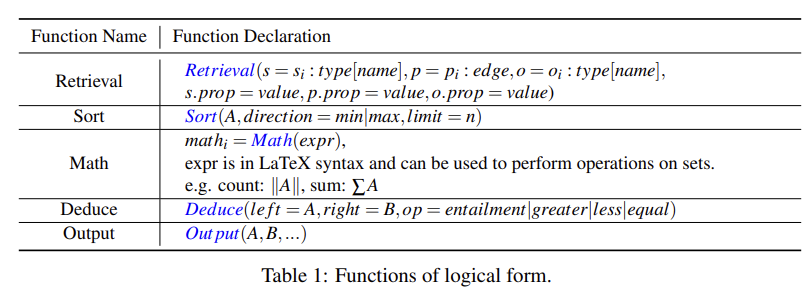 Function Name Function Declaration
Retrieval Retrieval(s = s_i : type[name], p = p_i : edge, o = o_i : type[name],
s.prop = value, p.prop = value, o.prop = value)
Sort Sort(A, direction = min|max, limit = n)
math_i = Math(expr),
Math expr is in LaTeX syntax and can be used to perform operations on sets.
e.g. count: ‖A‖, sum: ∑A
Deduce Deduce(left = A, right = B, op = entailment|greater|less|equal)
Output Output(A, B, ...)
Table 1: Functions of logical form.